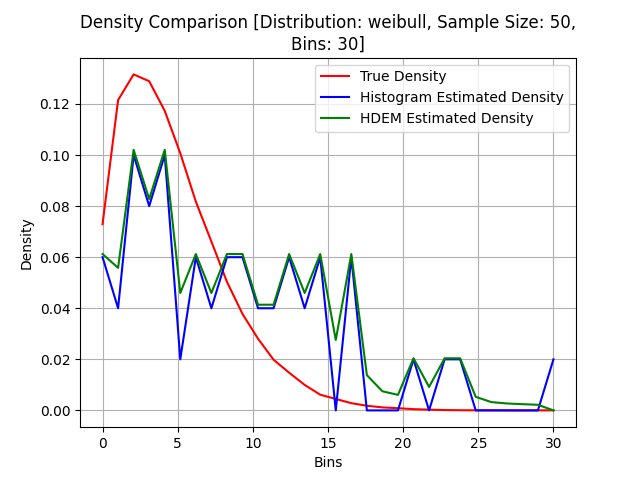 Density Comparison [Distribution: weibull, Sample Size: 50,
Bins: 30]
True Density
Histogram Estimated Density
HDEM Estimated Density
Density
0.12
0.10
0.08
0.06
0.04
0.02
0.00
0 5 10 15 20 25 30
Bins